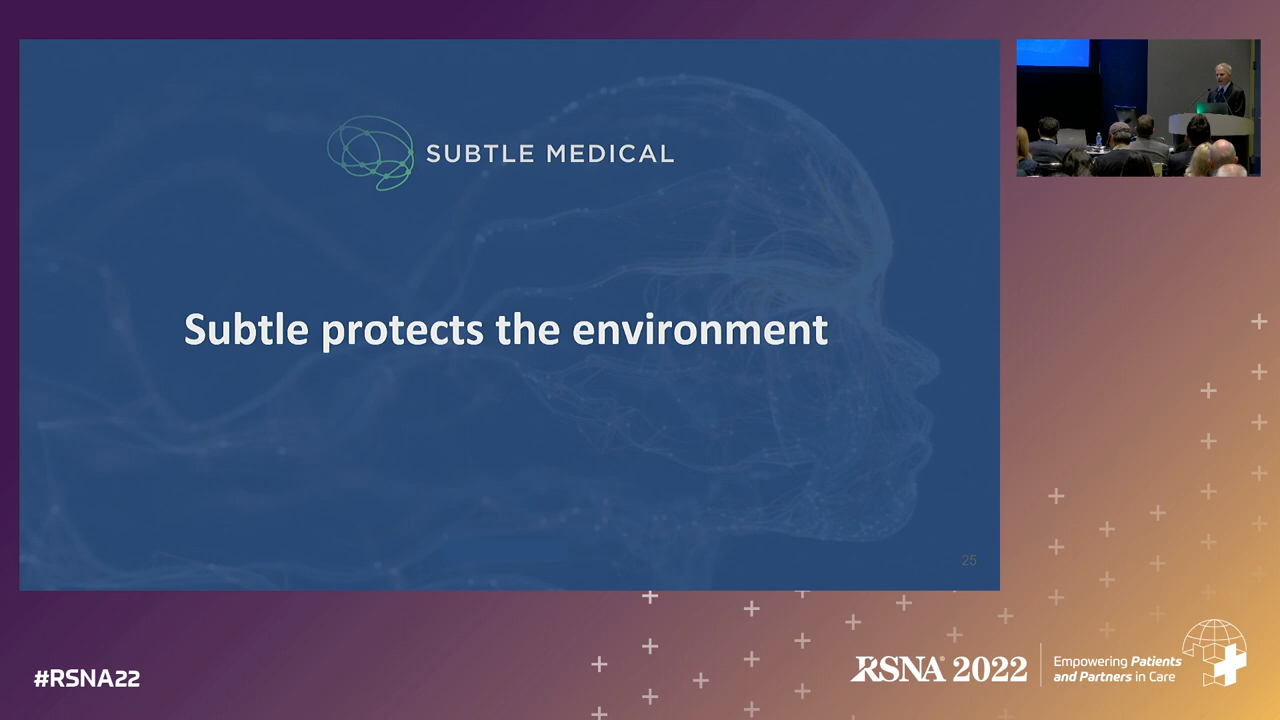 SUBTLE MEDICAL
Subtle protects the environment
25
#RSNA22
RSNA® 2022
Empowering Patients
and Partners in Care